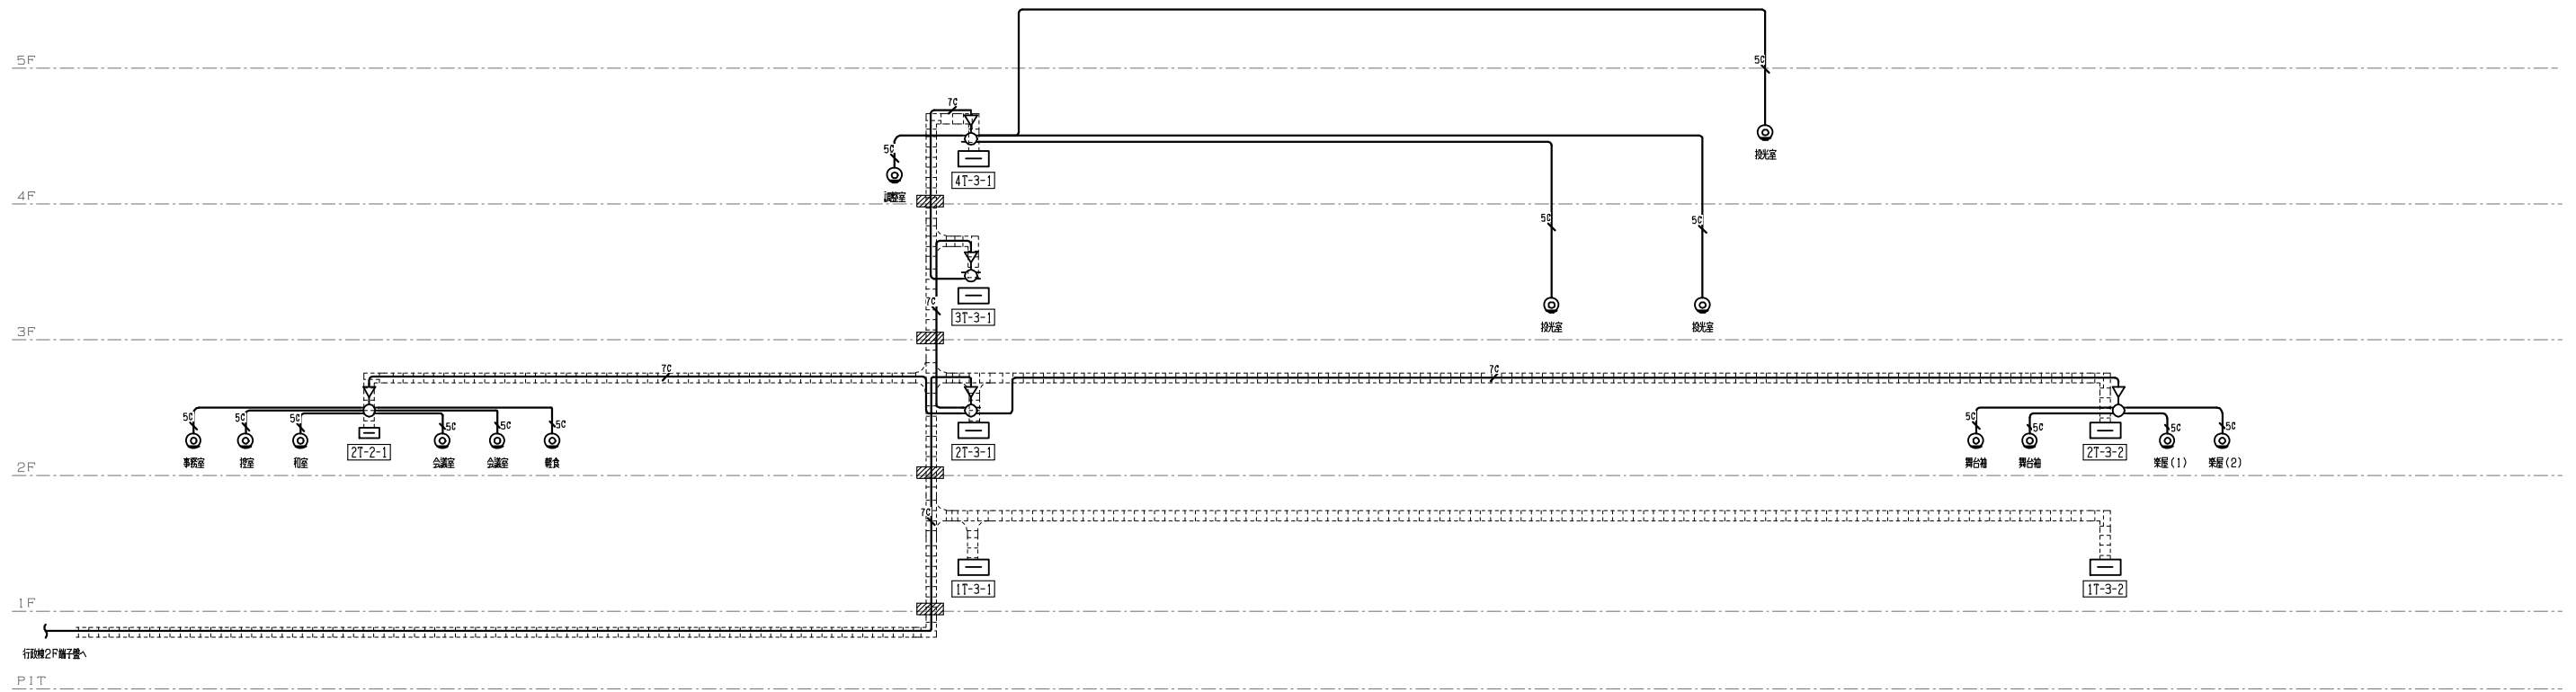 5F
5C
7C
投光室
5C
調整室
4T-3-1
4F
5C
5C
7C
3T-3-1
投光室
投光室
3F
7C
7C
5C
5C
5C
5C
5C
5C
5C
5C
5C
5C
事務室
控室
和室
2T-2-1
会議室
会議室
軽食
2T-3-1
舞台袖
舞台袖
2T-3-2
楽屋(1)
楽屋(2)
2F
7C
1T-3-1
1T-3-2
1F
行政棟2F端子盤へ
PIT